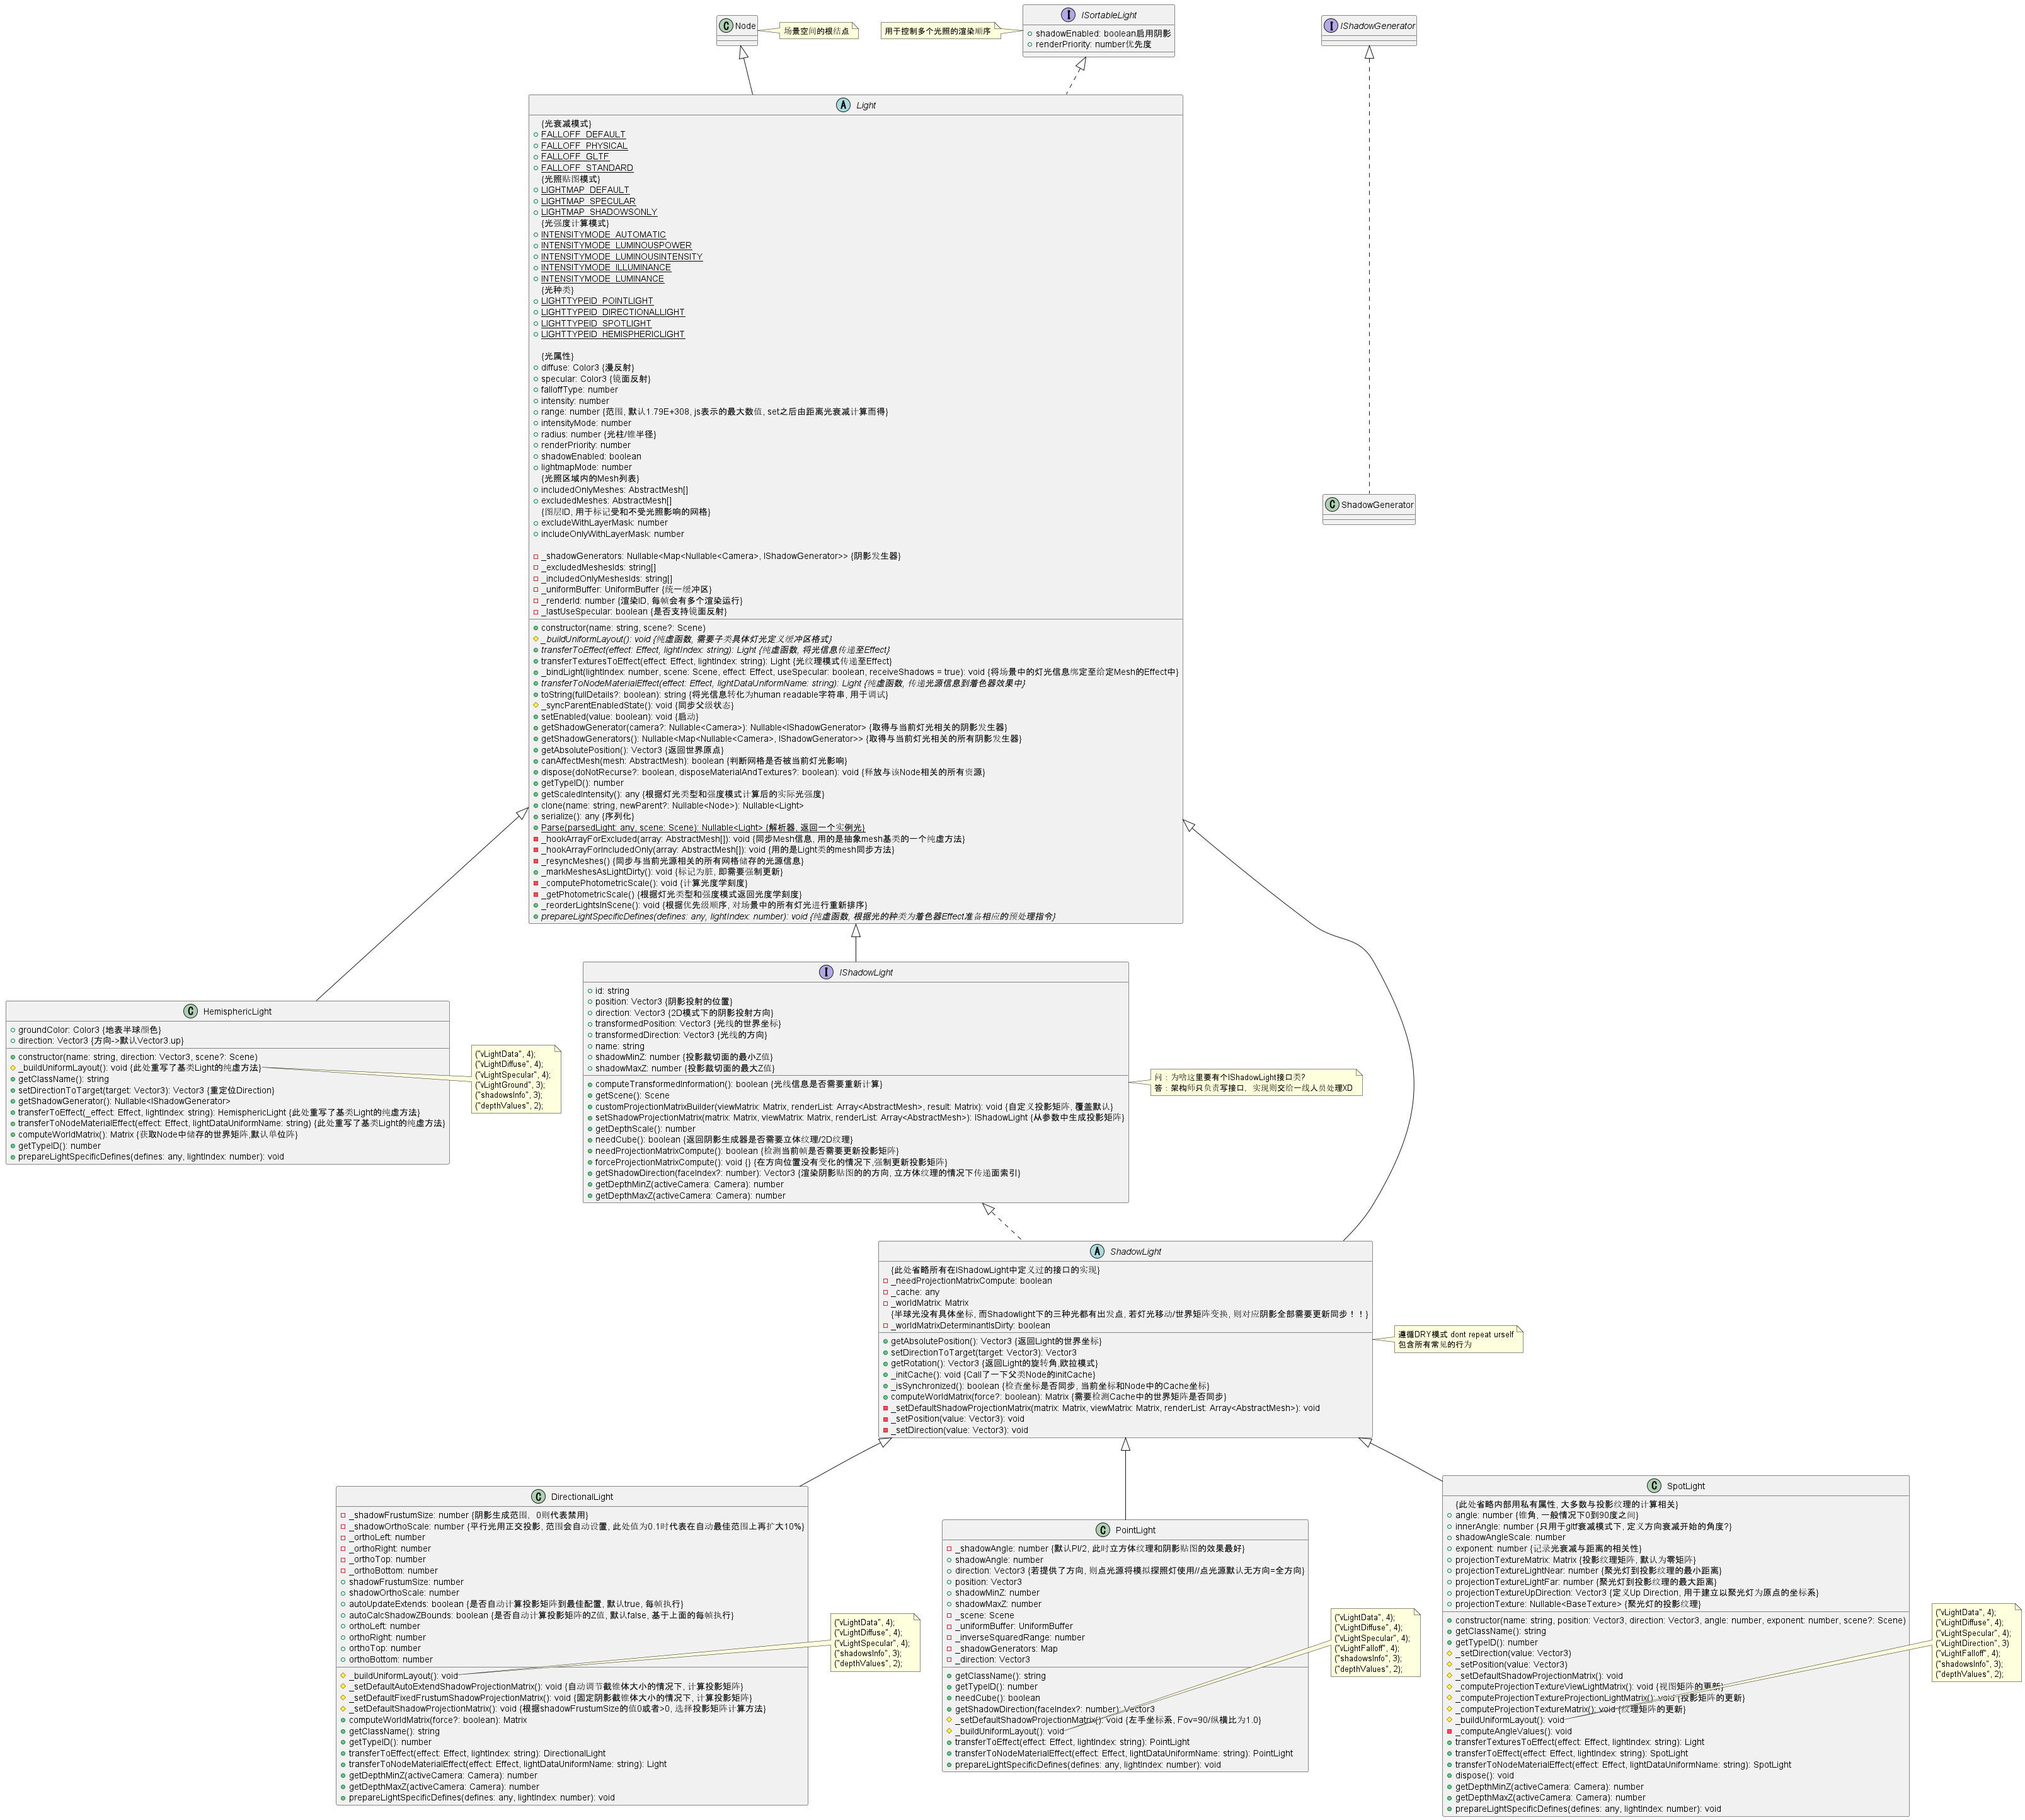 C Node
场景空间的根结点
用于控制多个光照的渲染顺序
I ISortableLight
shadowEnabled: boolean启用阴影
renderPriority: number优先度
I IShadowGenerator
A Light
{光衰减模式}
FALLOFF_DEFAULT
FALLOFF_PHYSICAL
FALLOFF_GLTF
FALLOFF_STANDARD
{光照贴图模式}
LIGHTMAP_DEFAULT
LIGHTMAP_SPECULAR
LIGHTMAP_SHADOWSONLY
{光强度计算模式}
INTENSITYMODE_AUTOMATIC
INTENSITYMODE_LUMINOUSPOWER
INTENSITYMODE_LUMINOUSINTENSITY
INTENSITYMODE_ILLUMINANCE
INTENSITYMODE_LUMINANCE
{光种类}
LIGHTTYPEID_POINTLIGHT
LIGHTTYPEID_DIRECTIONALLIGHT
LIGHTTYPEID_SPOTLIGHT
LIGHTTYPEID_HEMISPHERICLIGHT
{光属性}
diffuse: Color3 {漫反射}
specular: Color3 {镜面反射}
falloffType: number
intensity: number
range: number {范围, 默认1.79E+308, js表示的最大数值, set之后由距离光衰减计算而得}
intensityMode: number
radius: number {光柱/锥半径}
renderPriority: number
shadowEnabled: boolean
lightmapMode: number
{光照区域内的Mesh列表}
includedOnlyMeshes: AbstractMesh[]
excludedMeshes: AbstractMesh[]
{图层ID, 用于标记受和不受光照影响的网格}
excludeWithLayerMask: number
includeOnlyWithLayerMask: number
_shadowGenerators: Nullable<Map<Nullable<Camera>, IShadowGenerator>> {阴影发生器}
_excludedMeshesIds: string[]
_includedOnlyMeshesIds: string[]
_uniformBuffer: UniformBuffer {统一缓冲区}
_renderId: number {渲染ID, 每帧会有多个渲染运行}
_lastUseSpecular: boolean {是否支持镜面反射}
constructor(name: string, scene?: Scene)
_buildUniformLayout(): void {纯虚函数, 需要子类具体灯光定义缓冲区格式}
transferToEffect(effect: Effect, lightIndex: string): Light {纯虚函数, 将光信息传递至Effect}
transferTexturesToEffect(effect: Effect, lightIndex: string): Light {光纹理模式传递至Effect}
_bindLight(lightIndex: number, scene: Scene, effect: Effect, useSpecular: boolean, receiveShadows = true): void {将场景中的灯光信息绑定至给定Mesh的Effect中}
transferToNodeMaterialEffect(effect: Effect, lightDataUniformName: string): Light {纯虚函数, 传递光源信息到着色器效果中}
toString(fullDetails?: boolean): string {将光信息转化为human readable字符串, 用于调试}
_syncParentEnabledState(): void {同步父级状态}
setEnabled(value: boolean): void {启动}
getShadowGenerator(camera?: Nullable<Camera>): Nullable<IShadowGenerator> {取得与当前灯光相关的阴影发生器}
getShadowGenerators(): Nullable<Map<Nullable<Camera>, IShadowGenerator>> {取得与当前灯光相关的所有阴影发生器}
getAbsolutePosition(): Vector3 {返回世界原点}
canAffectMesh(mesh: AbstractMesh): boolean {判断网格是否被当前灯光影响}
dispose(doNotRecurse?: boolean, disposeMaterialAndTextures?: boolean): void {释放与该Node相关的所有资源}
getTypeID(): number
getScaledIntensity(): any {根据灯光类型和强度模式计算后的实际光强度}
clone(name: string, newParent?: Nullable<Node>): Nullable<Light>
serialize(): any {序列化}
Parse(parsedLight: any, scene: Scene): Nullable<Light> {解析器, 返回一个实例光}
_hookArrayForExcluded(array: AbstractMesh[]): void {同步Mesh信息, 用的是抽象mesh基类的一个纯虚方法}
_hookArrayForIncludedOnly(array: AbstractMesh[]): void {用的是Light类的mesh同步方法}
_resyncMeshes() {同步与当前光源相关的所有网格储存的光源信息}
_markMeshesAsLightDirty(): void {标记为脏, 即需要强制更新}
_computePhotometricScale(): void {计算光度学刻度}
_getPhotometricScale() {根据灯光类型和强度模式返回光度学刻度}
_reorderLightsInScene(): void {根据优先级顺序, 对场景中的所有灯光进行重新排序}
prepareLightSpecificDefines(defines: any, lightIndex: number): void {纯虚函数, 根据光的种类为着色器Effect准备相应的预处理指令}
C ShadowGenerator
C HemisphericLight
groundColor: Color3 {地表半球颜色}
direction: Vector3 {方向->默认Vector3.up}
constructor(name: string, direction: Vector3, scene?: Scene)
_buildUniformLayout(): void {此处重写了基类Light的纯虚方法}
getClassName(): string
setDirectionToTarget(target: Vector3): Vector3 {重定位Direction}
getShadowGenerator(): Nullable<IShadowGenerator>
transferToEffect(_effect: Effect, lightIndex: string): HemisphericLight {此处重写了基类Light的纯虚方法}
transferToNodeMaterialEffect(effect: Effect, lightDataUniformName: string) {此处重写了基类Light的纯虚方法}
computeWorldMatrix(): Matrix {获取Node中储存的世界矩阵,默认单位阵}
getTypeID(): number
prepareLightSpecificDefines(defines: any, lightIndex: number): void
("vLightData", 4);
("vLightDiffuse", 4);
("vLightSpecular", 4);
("vLightGround", 3);
("shadowsInfo", 3);
("depthValues", 2);
I IShadowLight
id: string
position: Vector3 {阴影投射的位置}
direction: Vector3 {2D模式下的阴影投射方向}
transformedPosition: Vector3 {光线的世界坐标}
transformedDirection: Vector3 {光线的方向}
name: string
shadowMinZ: number {投影裁切面的最小Z值}
shadowMaxZ: number {投影裁切面的最大Z值}
computeTransformedInformation(): boolean {光线信息是否需要重新计算}
getScene(): Scene
customProjectionMatrixBuilder(viewMatrix: Matrix, renderList: Array<AbstractMesh>, result: Matrix): void {自定义投影矩阵, 覆盖默认}
setShadowProjectionMatrix(matrix: Matrix, viewMatrix: Matrix, renderList: Array<AbstractMesh>): IShadowLight {从参数中生成投影矩阵}
getDepthScale(): number
needCube(): boolean {返回阴影生成器是否需要立体纹理/2D纹理}
needProjectionMatrixCompute(): boolean {检测当前帧是否需要更新投影矩阵}
forceProjectionMatrixCompute(): void {} {在方向位置没有变化的情况下,强制更新投影矩阵}
getShadowDirection(faceIndex?: number): Vector3 {渲染阴影贴图的的方向, 立方体纹理的情况下传递面索引}
getDepthMinZ(activeCamera: Camera): number
getDepthMaxZ(activeCamera: Camera): number
问：为啥这里要有个IShadowLight接口类?
答：架构师只负责写接口，实现则交给一线人员处理XD
A ShadowLight
{此处省略所有在IShadowLight中定义过的接口的实现}
_needProjectionMatrixCompute: boolean
_cache: any
_worldMatrix: Matrix
{半球光没有具体坐标, 而Shadowlight下的三种光都有出发点, 若灯光移动/世界矩阵变换, 则对应阴影全部需要更新同步！！}
_worldMatrixDeterminantIsDirty: boolean
getAbsolutePosition(): Vector3 {返回Light的世界坐标}
setDirectionToTarget(target: Vector3): Vector3
getRotation(): Vector3 {返回Light的旋转角,欧拉模式}
_initCache(): void {Call了一下父类Node的initCache}
_isSynchronized(): boolean {检查坐标是否同步, 当前坐标和Node中的Cache坐标}
computeWorldMatrix(force?: boolean): Matrix {需要检测Cache中的世界矩阵是否同步}
_setDefaultShadowProjectionMatrix(matrix: Matrix, viewMatrix: Matrix, renderList: Array<AbstractMesh>): void
_setPosition(value: Vector3): void
_setDirection(value: Vector3): void
遵循DRY模式 dont repeat urself
包含所有常见的行为
C DirectionalLight
_shadowFrustumSize: number {阴影生成范围，0则代表禁用}
_shadowOrthoScale: number {平行光用正交投影, 范围会自动设置, 此处值为0.1时代表在自动最佳范围上再扩大10%}
_orthoLeft: number
_orthoRight: number
_orthoTop: number
_orthoBottom: number
shadowFrustumSize: number
shadowOrthoScale: number
autoUpdateExtends: boolean {是否自动计算投影矩阵到最佳配置, 默认true, 每帧执行}
autoCalcShadowZBounds: boolean {是否自动计算投影矩阵的Z值, 默认false, 基于上面的每帧执行}
orthoLeft: number
orthoRight: number
orthoTop: number
orthoBottom: number
_buildUniformLayout(): void
_setDefaultAutoExtendShadowProjectionMatrix(): void {自动调节截锥体大小的情况下, 计算投影矩阵}
_setDefaultFixedFrustumShadowProjectionMatrix(): void {固定阴影截锥体大小的情况下, 计算投影矩阵}
_setDefaultShadowProjectionMatrix(): void {根据shadowFrustumSize的值0或者>0, 选择投影矩阵计算方法}
computeWorldMatrix(force?: boolean): Matrix
getClassName(): string
getTypeID(): number
transferToEffect(effect: Effect, lightIndex: string): DirectionalLight
transferToNodeMaterialEffect(effect: Effect, lightDataUniformName: string): Light
getDepthMinZ(activeCamera: Camera): number
getDepthMaxZ(activeCamera: Camera): number
prepareLightSpecificDefines(defines: any, lightIndex: number): void
("vLightData", 4);
("vLightDiffuse", 4);
("vLightSpecular", 4);
("shadowsInfo", 3);
("depthValues", 2);
C PointLight
_shadowAngle: number {默认PI/2, 此时立方体纹理和阴影贴图的效果最好}
shadowAngle: number
direction: Vector3 {若提供了方向, 则点光源将模拟探照灯使用//点光源默认无方向=全方向}
position: Vector3
shadowMinZ: number
shadowMaxZ: number
_scene: Scene
_uniformBuffer: UniformBuffer
_inverseSquaredRange: number
_shadowGenerators: Map
_direction: Vector3
getClassName(): string
getTypeID(): number
needCube(): boolean
getShadowDirection(faceIndex?: number): Vector3
_setDefaultShadowProjectionMatrix(): void {左手坐标系, Fov=90/纵横比为1.0}
_buildUniformLayout(): void
transferToEffect(effect: Effect, lightIndex: string): PointLight
transferToNodeMaterialEffect(effect: Effect, lightDataUniformName: string): PointLight
prepareLightSpecificDefines(defines: any, lightIndex: number): void
("vLightData", 4);
("vLightDiffuse", 4);
("vLightSpecular", 4);
("vLightFalloff", 4);
("shadowsInfo", 3);
("depthValues", 2);
C SpotLight
{此处省略内部用私有属性, 大多数与投影纹理的计算相关}
angle: number {锥角, 一般情况下0到90度之间}
innerAngle: number {只用于gltf衰减模式下, 定义方向衰减开始的角度?}
shadowAngleScale: number
exponent: number {记录光衰减与距离的相关性}
projectionTextureMatrix: Matrix {投影纹理矩阵, 默认为零矩阵}
projectionTextureLightNear: number {聚光灯到投影纹理的最小距离}
projectionTextureLightFar: number {聚光灯到投影纹理的最大距离}
projectionTextureUpDirection: Vector3 {定义Up Direction, 用于建立以聚光灯为原点的坐标系}
projectionTexture: Nullable<BaseTexture> {聚光灯的投影纹理}
constructor(name: string, position: Vector3, direction: Vector3, angle: number, exponent: number, scene?: Scene)
getClassName(): string
getTypeID(): number
_setDirection(value: Vector3)
_setPosition(value: Vector3)
_setDefaultShadowProjectionMatrix(): void
_computeProjectionTextureViewLightMatrix(): void {视图矩阵的更新}
_computeProjectionTextureProjectionLightMatrix(): void {投影矩阵的更新}
_computeProjectionTextureMatrix(): void {纹理矩阵的更新}
_buildUniformLayout(): void
_computeAngleValues(): void
transferTexturesToEffect(effect: Effect, lightIndex: string): Light
transferToEffect(effect: Effect, lightIndex: string): SpotLight
transferToNodeMaterialEffect(effect: Effect, lightDataUniformName: string): SpotLight
dispose(): void
getDepthMinZ(activeCamera: Camera): number
getDepthMaxZ(activeCamera: Camera): number
prepareLightSpecificDefines(defines: any, lightIndex: number): void
("vLightData", 4);
("vLightDiffuse", 4);
("vLightSpecular", 4);
("vLightDirection", 3)
("vLightFalloff", 4);
("shadowsInfo", 3);
("depthValues", 2);